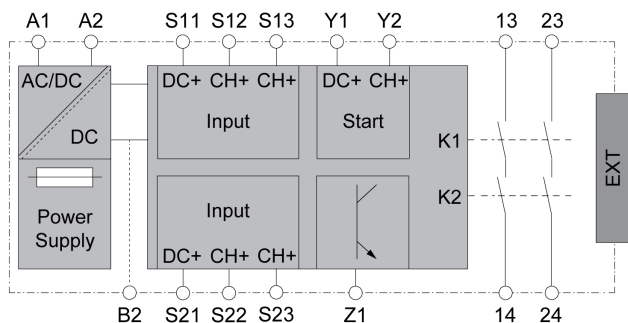 A1 A2 S11 S12 S13 Y1 Y2 13 23
AC/DC DC+ CH+ CH+ DC+ CH+
Input Start
DC K1
EXT
K2
Power Input
Supply
DC+ CH+ CH+
B2 S21 S22 S23 Z1 14 24